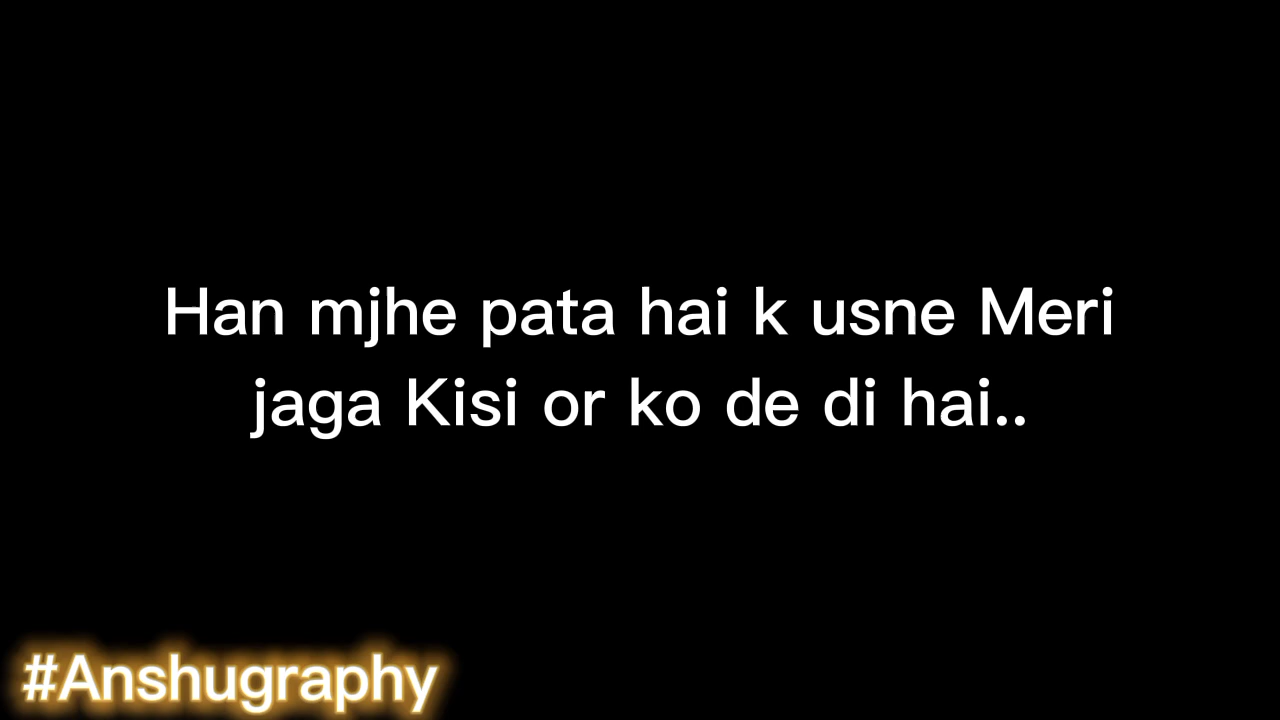 Han mjhe pata hai k usne Meri
jaga Kisi or ko de di hai..
#Anshugraphy